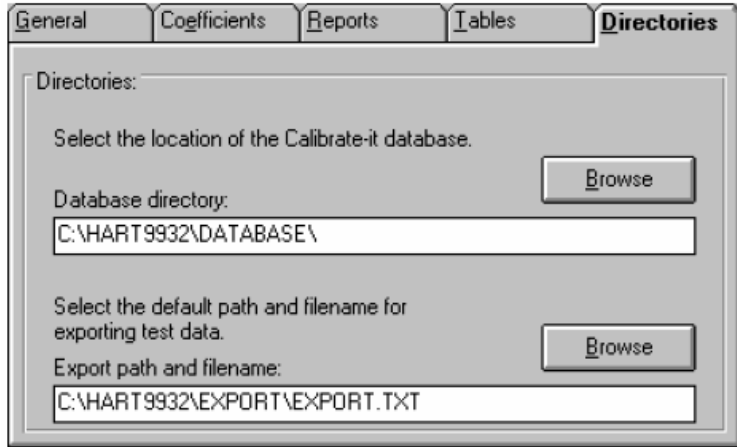 General Coefficients Reports Tables Directories
Directories:
Select the location of the Calibrate-it database.
Browse
Database directory:
C:\HART9932\DATABASE\
Select the default path and filename for
exporting test data.
Browse
Export path and filename:
C:\HART9932\EXPORT\EXPORT.TXT